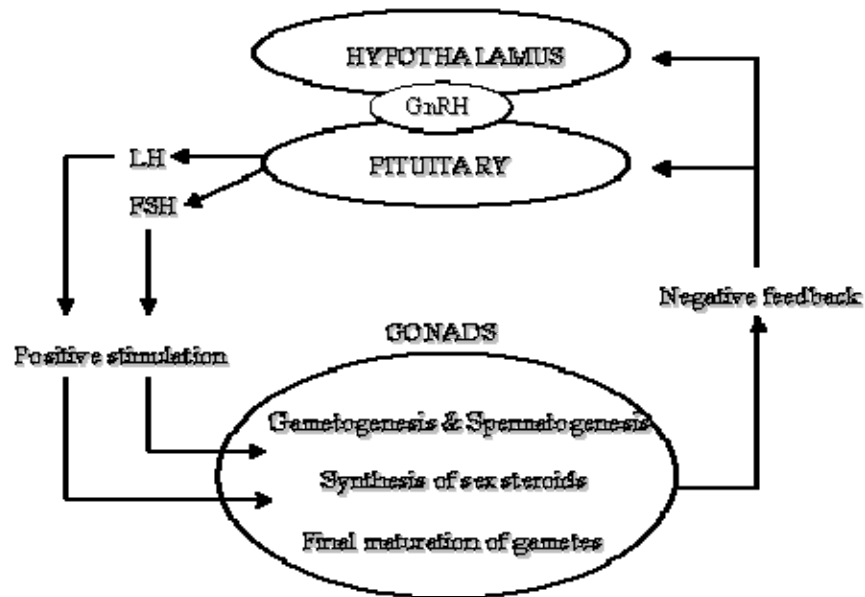 HYPOTHALAMUS
GnRH
PITUITARY
LH
FSH
Negative feedback
GONADS
Positive stimulation
Gametogenesis & Spermatogenesis
Synthesis of sex steroids
Final maturation of gametes